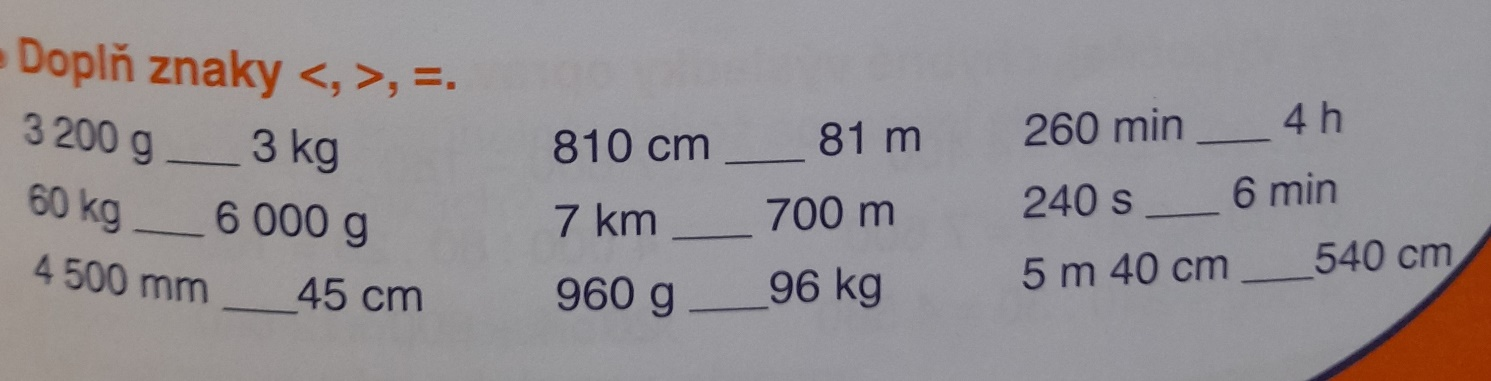 Doplň znaky <, >, =.
3 200 g ___ 3 kg
60 kg ___ 6 000 g
4 500 mm ___ 45 cm
810 cm ___ 81 m
7 km ___ 700 m
960 g ___ 96 kg
260 min ___ 4 h
240 s ___ 6 min
5 m 40 cm ___ 540 cm